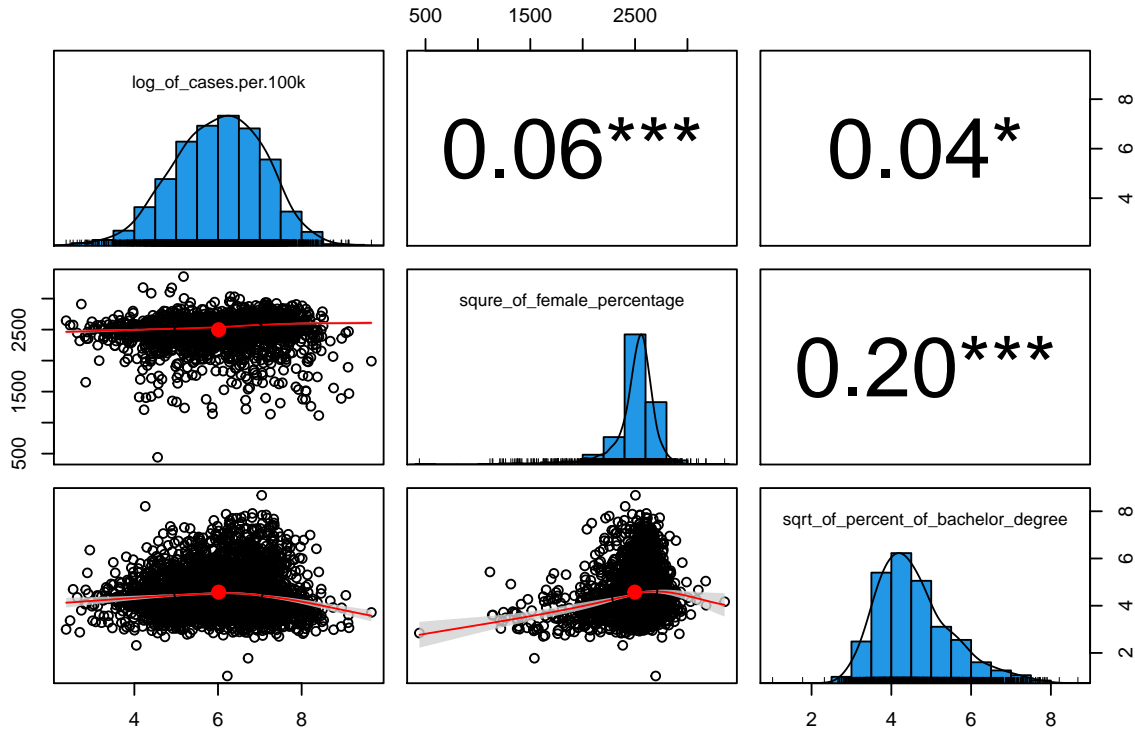 500 1500 2500
log_of_cases.per.100k
0.06***
0.04*
4 6 8
squre_of_female_percentage
0.20***
500 1500 2500
sqrt_of_percent_of_bachelor_degree
2 4 6 8
4 6 8
2 4 6 8